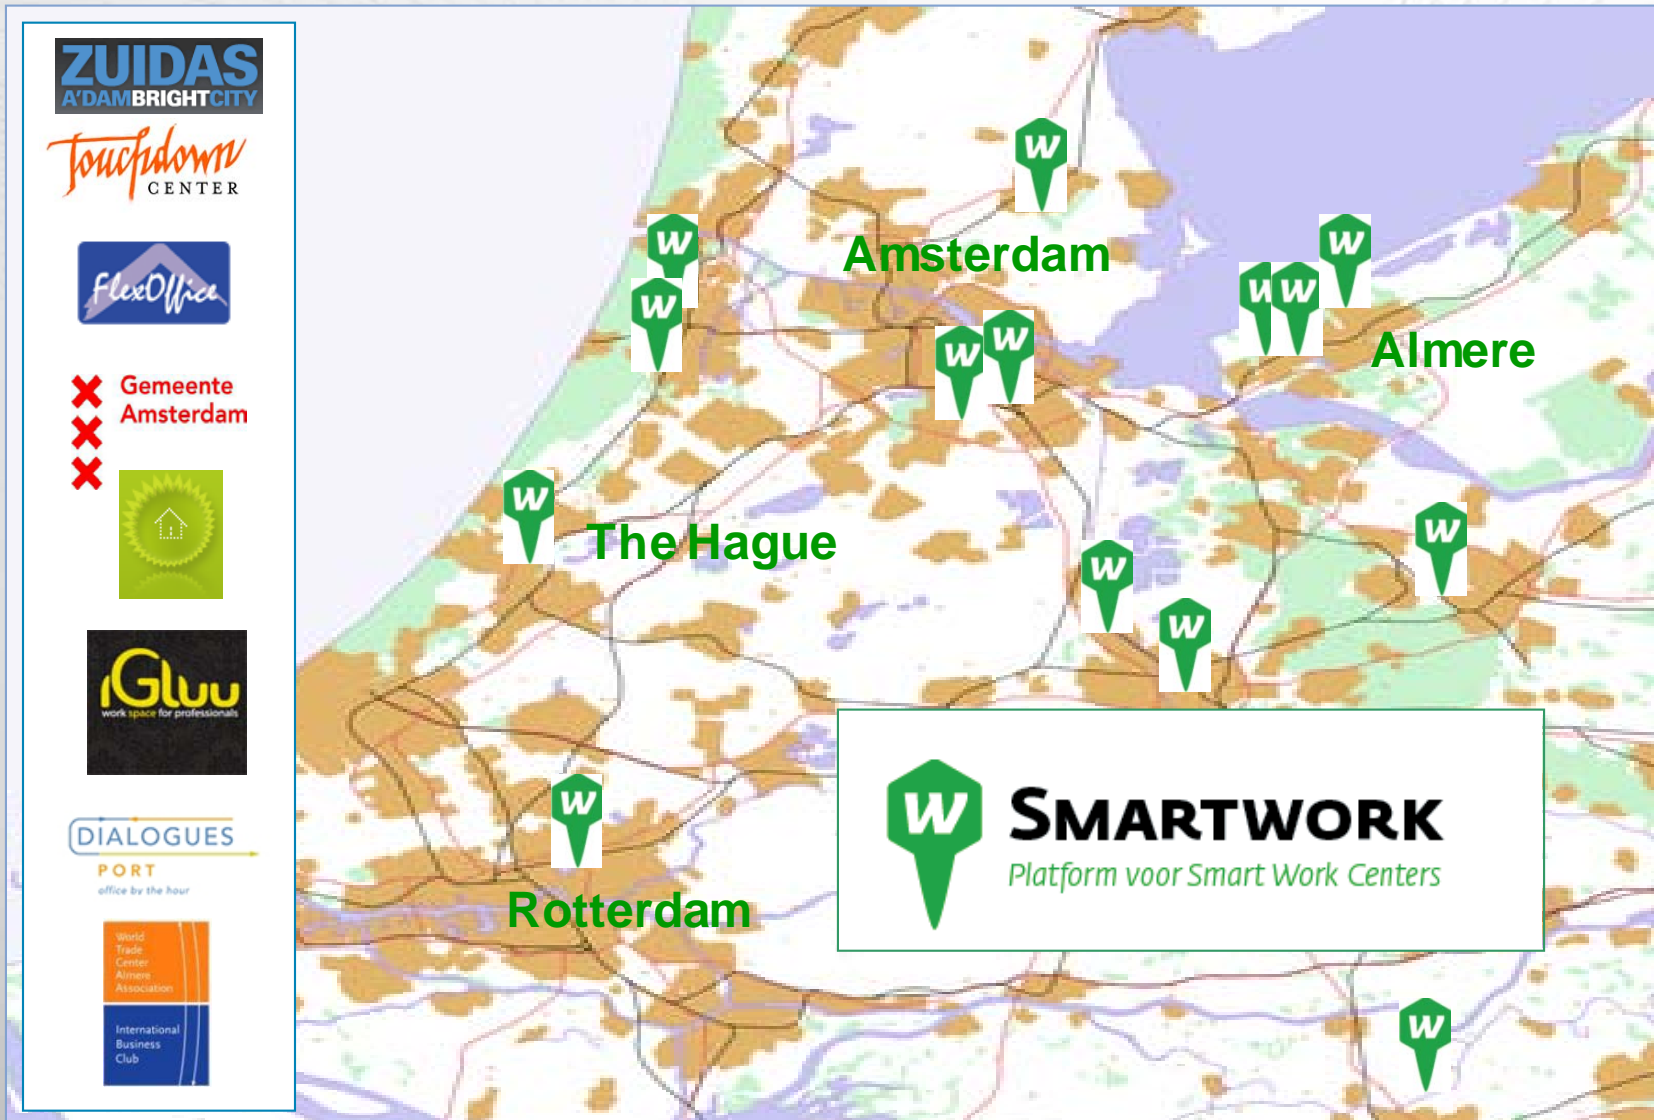 ZUIDAS
A'DAMBRIGHTCITY
Touchdown
CENTER
FlexOffice
Gemeente
Amsterdam
iGluu
work space for professionals
DIALOGUES
PORT
office by the hour
World
Trade
Center
Almere
Association
International
Business
Club
W
W
W
Amsterdam
W
W
W
W
W
Almere
W
The Hague
W
W
W
W
Rotterdam
W
SMARTWORK
Platform voor Smart Work Centers
W